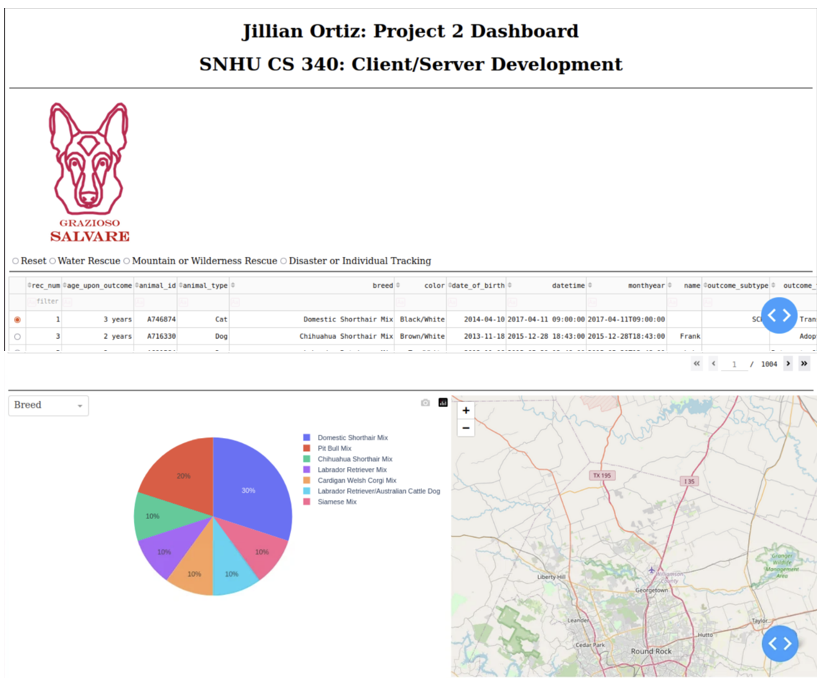 Jillian Ortiz: Project 2 Dashboard
SNHU CS 340: Client/Server Development
GRAZIOSO
SALVARE
Reset Water Rescue Mountain or Wilderness Rescue Disaster or Individual Tracking
rec_num age_upon_outcome animal_id animal_type breed color date_of_birth datetime monthyear name outcome_subtype outcome_
filter
1 3 years A746874 Cat Domestic Shorthair Mix Black/White 2014-04-10 2017-04-11 09:00:00 2017-04-11T09:00:00 SC Tran
3 2 years A716330 Dog Chihuahua Shorthair Mix Brown/White 2013-11-18 2015-12-28 18:43:00 2015-12-28T18:43:00 Frank Adop
<< < 1 / 1004 > >>
Breed
Domestic Shorthair Mix
Pit Bull Mix
Chihuahua Shorthair Mix
Labrador Retriever Mix
Cardigan Welsh Corgi Mix
Labrador Retriever/Australian Cattle Dog
Siamese Mix
20%
30%
10%
10%
10%
10%
10%
+
−
TX 195
I 35
Liberty Hill
Georgetown
Management
Area
Leander
Taylor
Hutto
Cedar Park
Round Rock